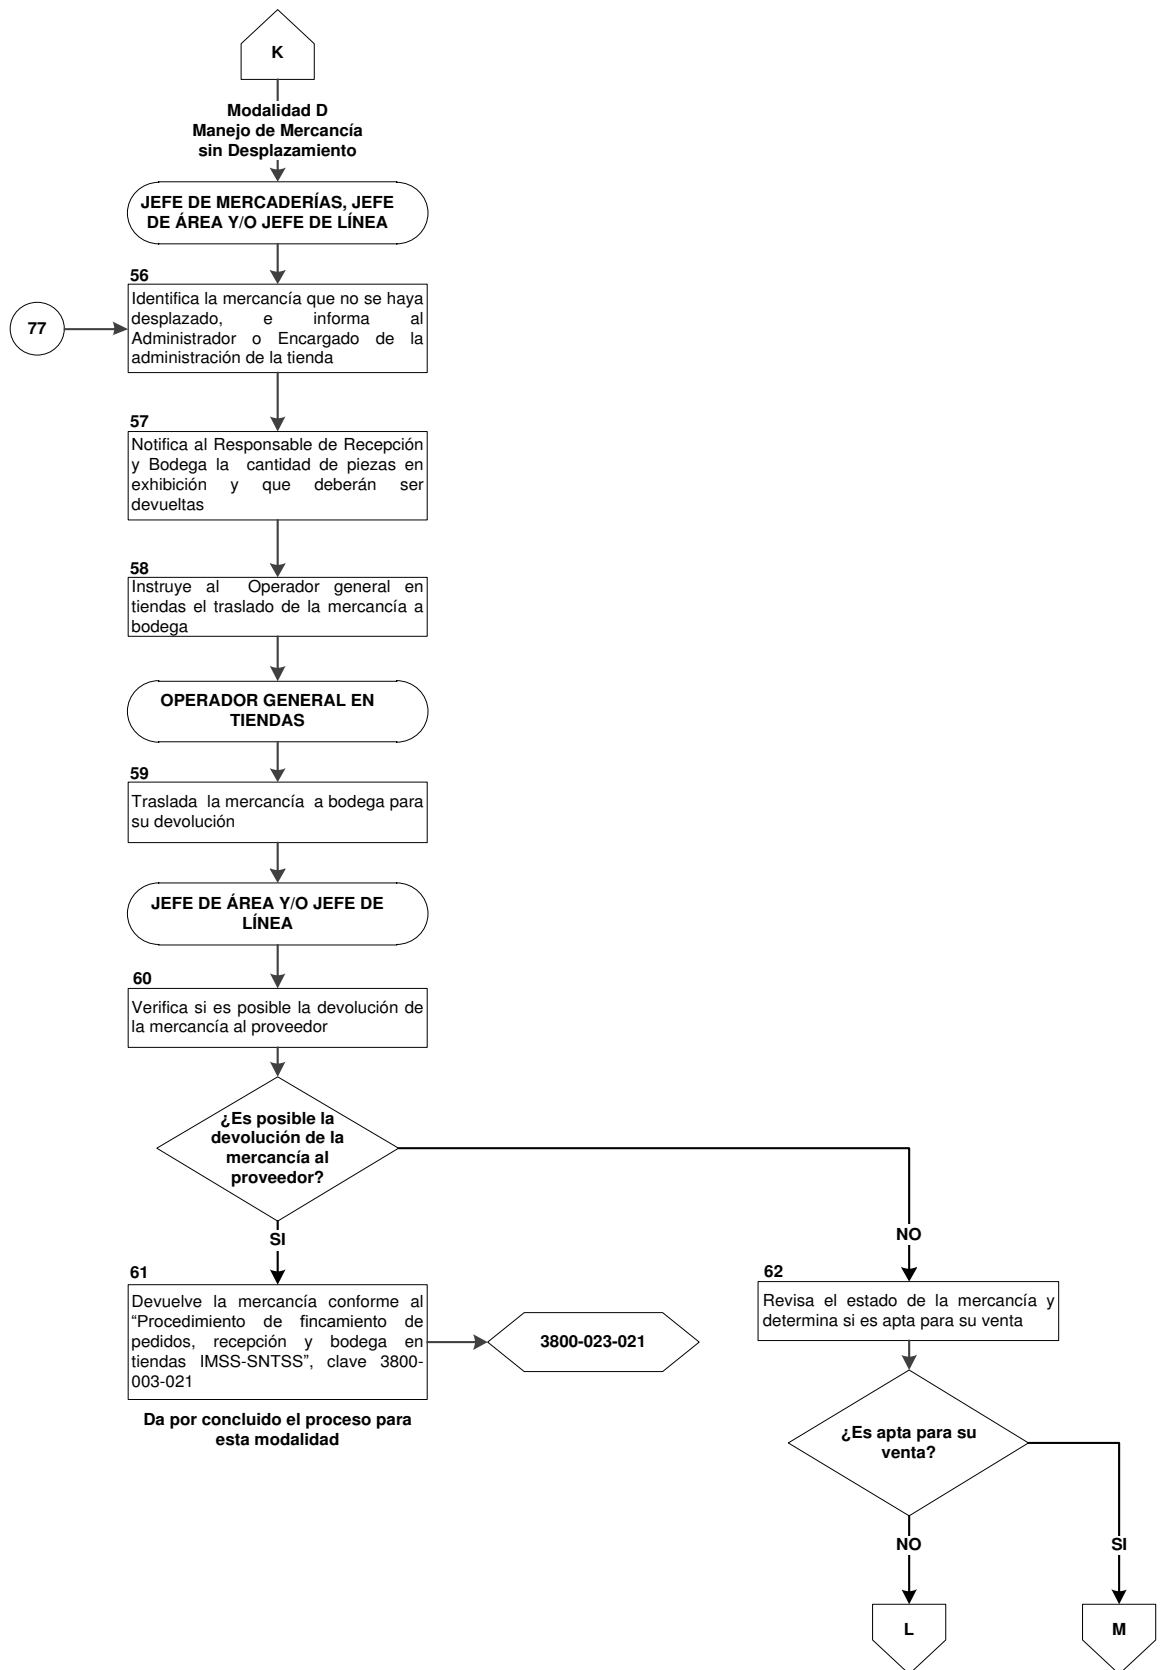 K
Modalidad D
Manejo de Mercancía
sin Desplazamiento
JEFE DE MERCADERÍAS, JEFE
DE ÁREA Y/O JEFE DE LÍNEA
56
Identifica la mercancía que no se haya
desplazado, e informa al
Administrador o Encargado de la
administración de la tienda
77
57
Notifica al Responsable de Recepción
y Bodega la cantidad de piezas en
exhibición y que deberán ser
devueltas
58
Instruye al Operador general en
tiendas el traslado de la mercancía a
bodega
OPERADOR GENERAL EN
TIENDAS
59
Traslada la mercancía a bodega para
su devolución
JEFE DE ÁREA Y/O JEFE DE
LÍNEA
60
Verifica si es posible la devolución de
la mercancía al proveedor
¿Es posible la
devolución de la
mercancía al
proveedor?
SI
NO
61
Devuelve la mercancía conforme al
“Procedimiento de fincamiento de
pedidos, recepción y bodega en
tiendas IMSS-SNTSS”, clave 3800-
003-021
3800-023-021
Da por concluido el proceso para
esta modalidad
62
Revisa el estado de la mercancía y
determina si es apta para su venta
¿Es apta para su
venta?
NO
SI
L
M